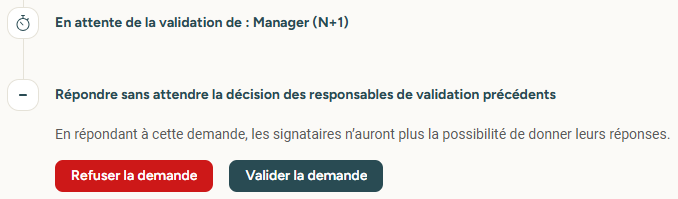 En attente de la validation de : Manager (N+1)
Répondre sans attendre la décision des responsables de validation précédents
En répondant à cette demande, les signataires n’auront plus la possibilité de donner leurs réponses.
Refuser la demande
Valider la demande